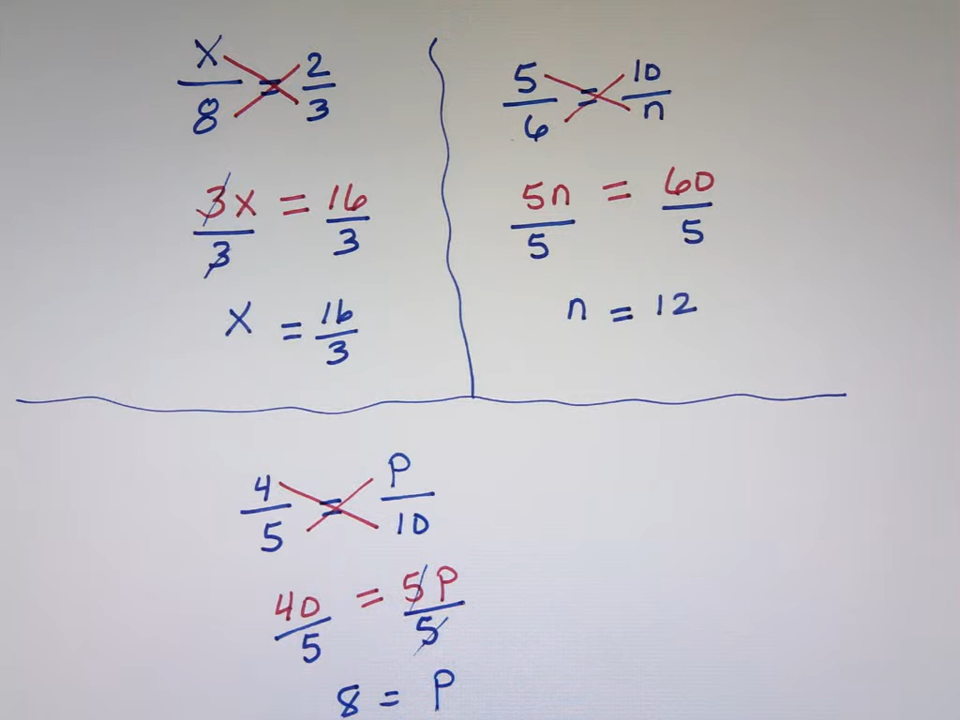 x/8 = 2/3
3x/3 = 16/3
x = 16/3
5/6 = 10/n
5n/5 = 60/5
n = 12
4/5 = P/10
40/5 = 5P/5
8 = P